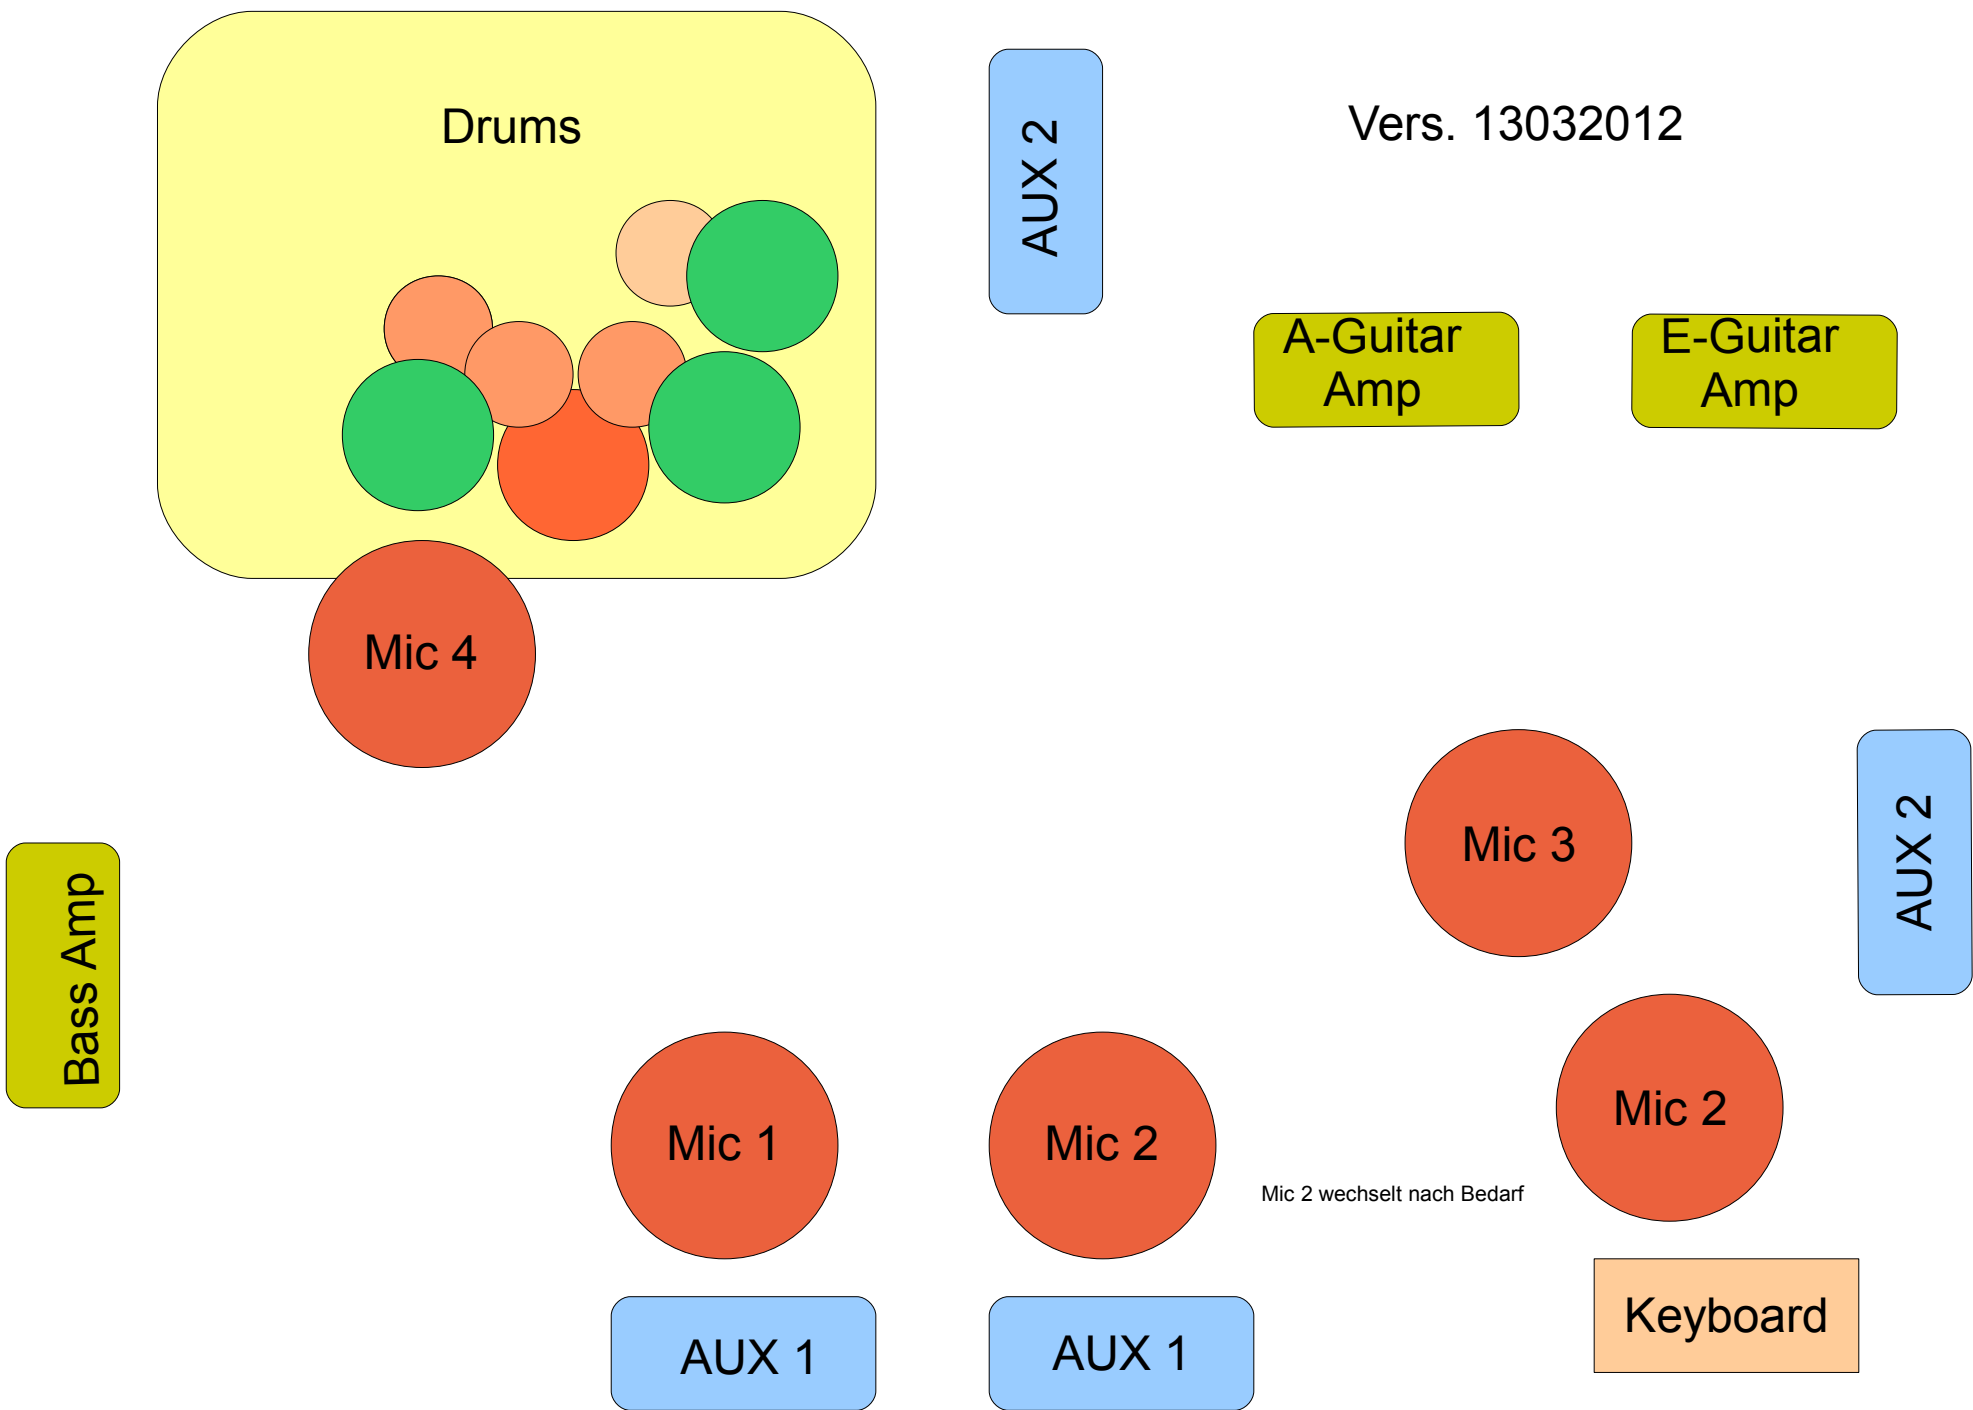 Drums
AUX 2
Vers. 13032012
A-Guitar
Amp
E-Guitar
Amp
Mic 4
Mic 3
AUX 2
Bass Amp
Mic 1
Mic 2
Mic 2
Mic 2 wechselt nach Bedarf
Keyboard
AUX 1
AUX 1